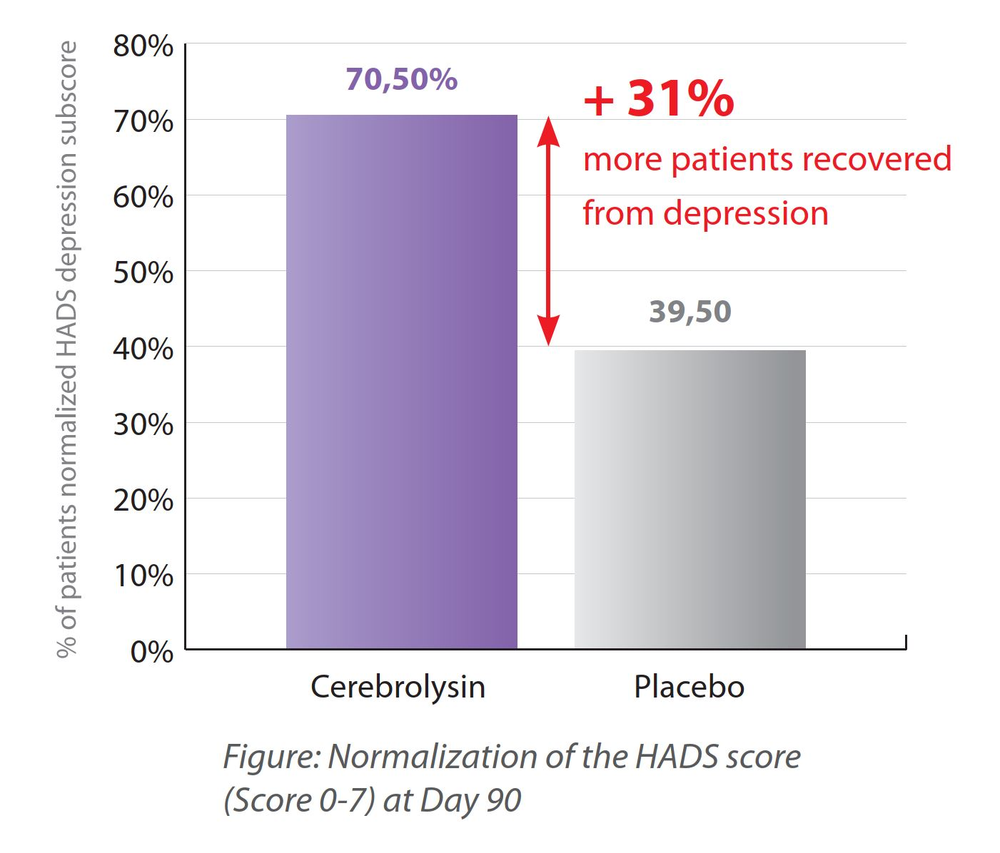 % of patients normalized HADS depression subscore
80%
70%
60%
50%
40%
30%
20%
10%
0%
70,50%
+ 31%
more patients recovered
from depression
39,50
Cerebrolysin
Placebo
Figure: Normalization of the HADS score
(Score 0-7) at Day 90